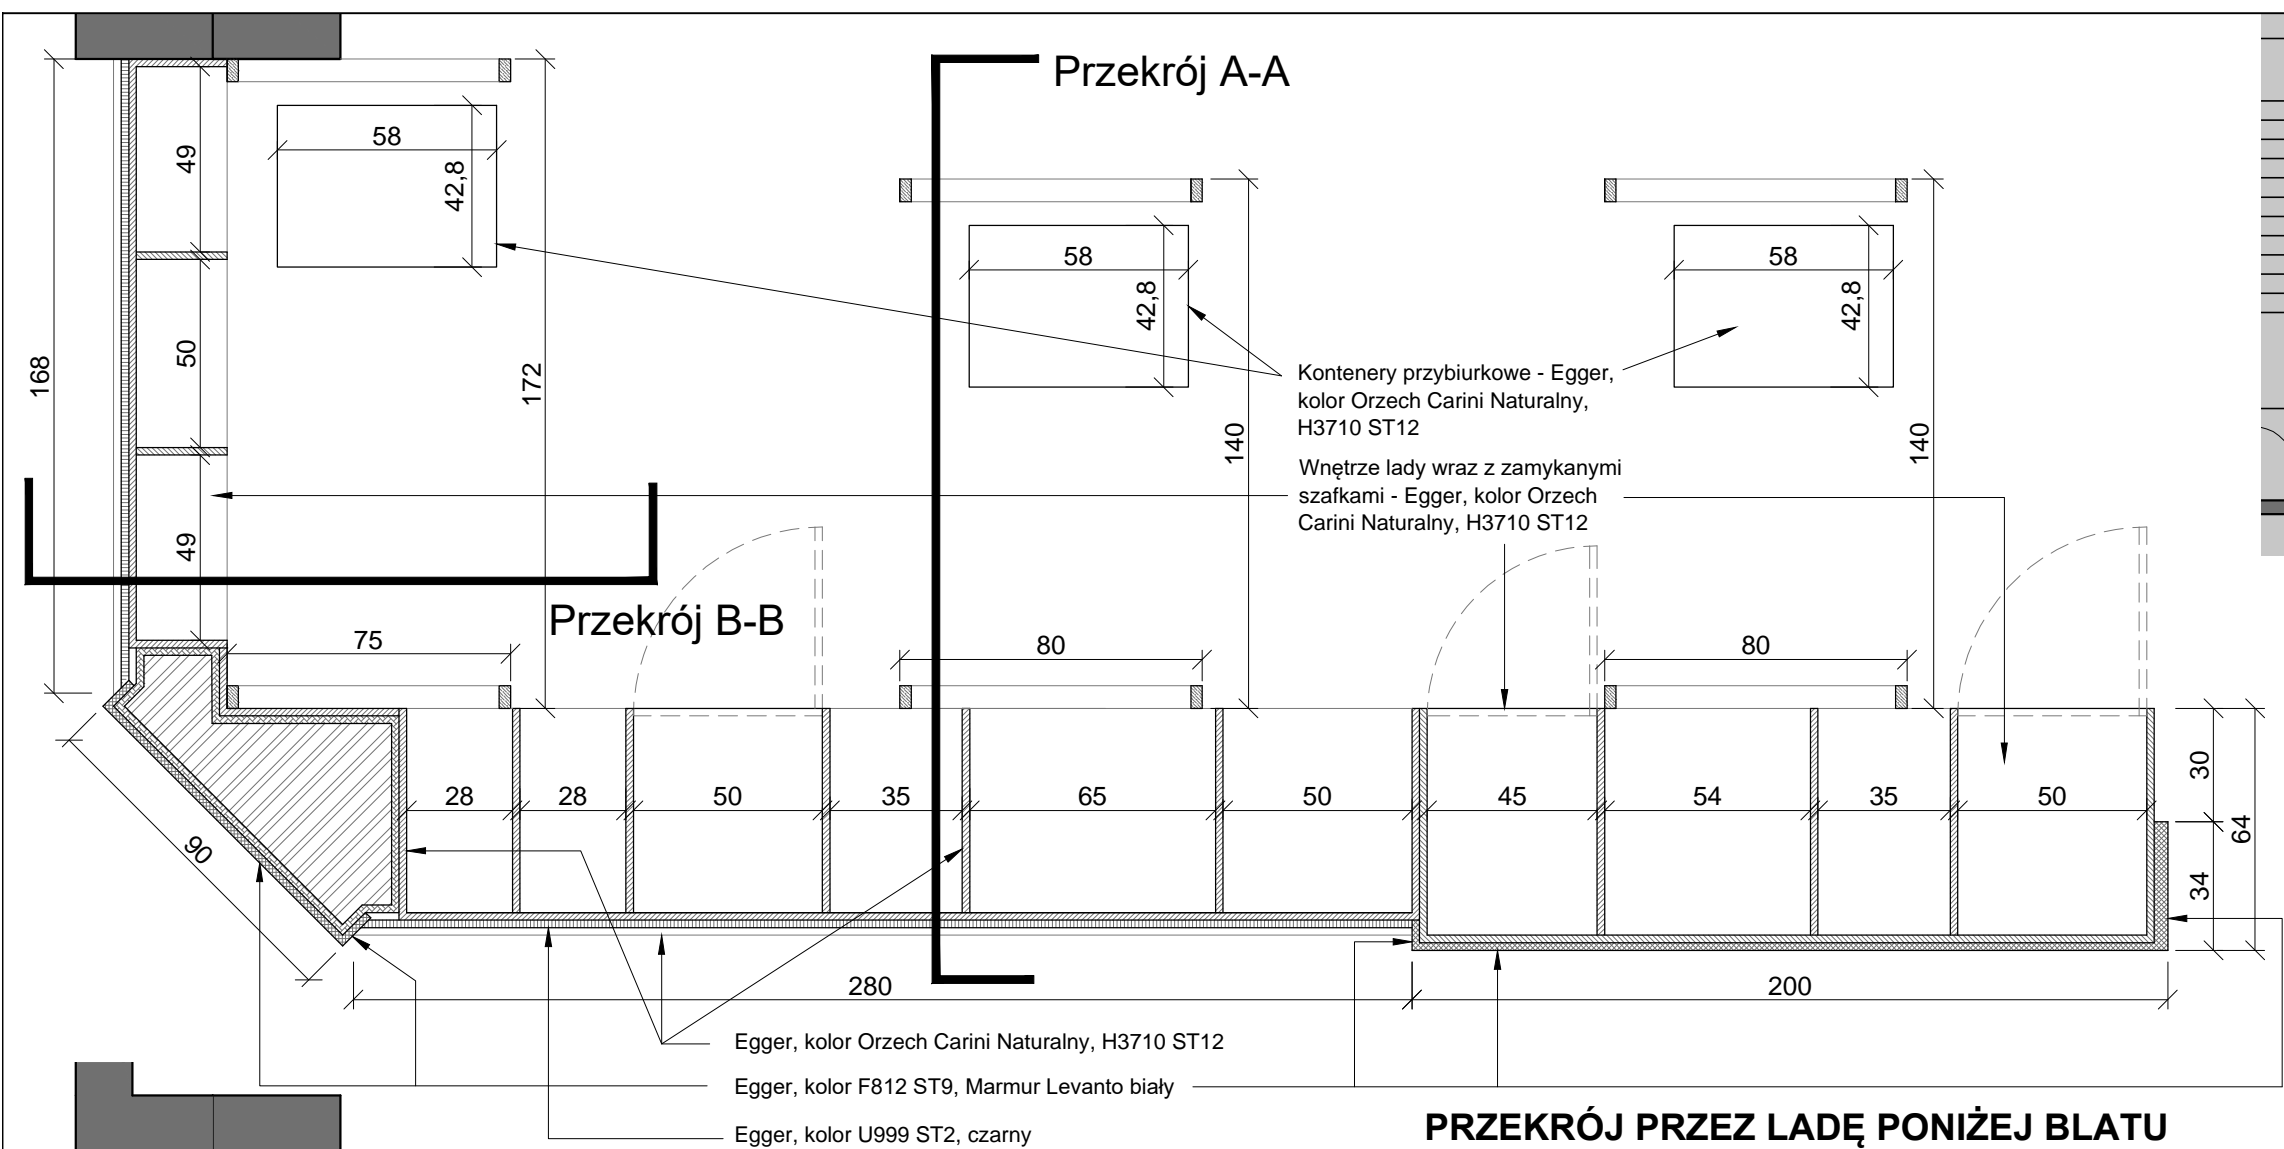 Przekrój A-A
58
42,8
49
58
42,8
58
42,8
50
168
172
Kontenery przybiurkowe - Egger,
kolor Orzech Carini Naturalny,
H3710 ST12
140
140
Wnętrze lady wraz z zamykanymi
szafkami - Egger, kolor Orzech
Carini Naturalny, H3710 ST12
49
Przekrój B-B
75
80
80
28
28
50
35
65
50
45
54
35
50
30
64
34
90
280
200
Egger, kolor Orzech Carini Naturalny, H3710 ST12
Egger, kolor F812 ST9, Marmur Levanto biały
Egger, kolor U999 ST2, czarny
PRZEKRÓJ PRZEZ LADĘ PONIŻEJ BLATU